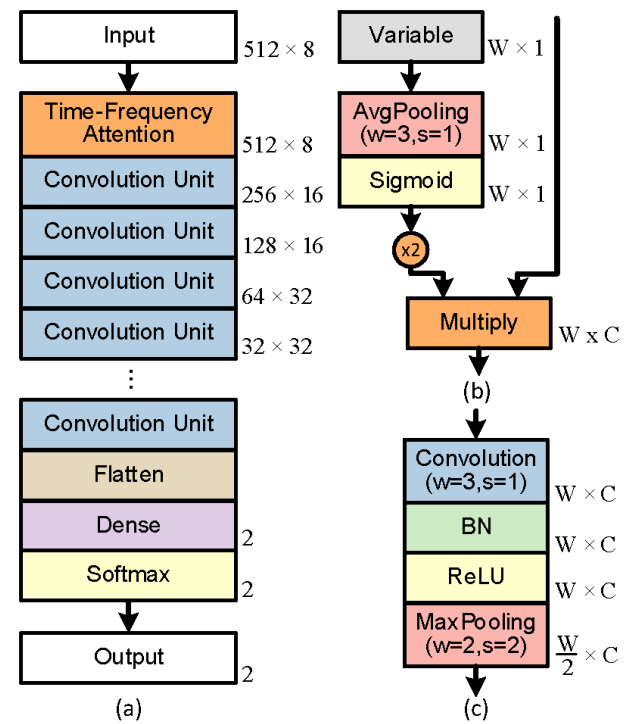 Input
512 × 8
Time-Frequency
Attention
512 × 8
Convolution Unit
256 × 16
Convolution Unit
128 × 16
Convolution Unit
64 × 32
Convolution Unit
32 × 32
⋮
Convolution Unit
Flatten
Dense
2
Softmax
2
Output
2
(a)
Variable
W × 1
AvgPooling
(w=3,s=1)
W × 1
Sigmoid
W × 1
x2
Multiply
W x C
(b)
Convolution
(w=3,s=1)
W × C
BN
W × C
ReLU
W × C
MaxPooling
(w=2,s=2)
W/2 × C
(c)